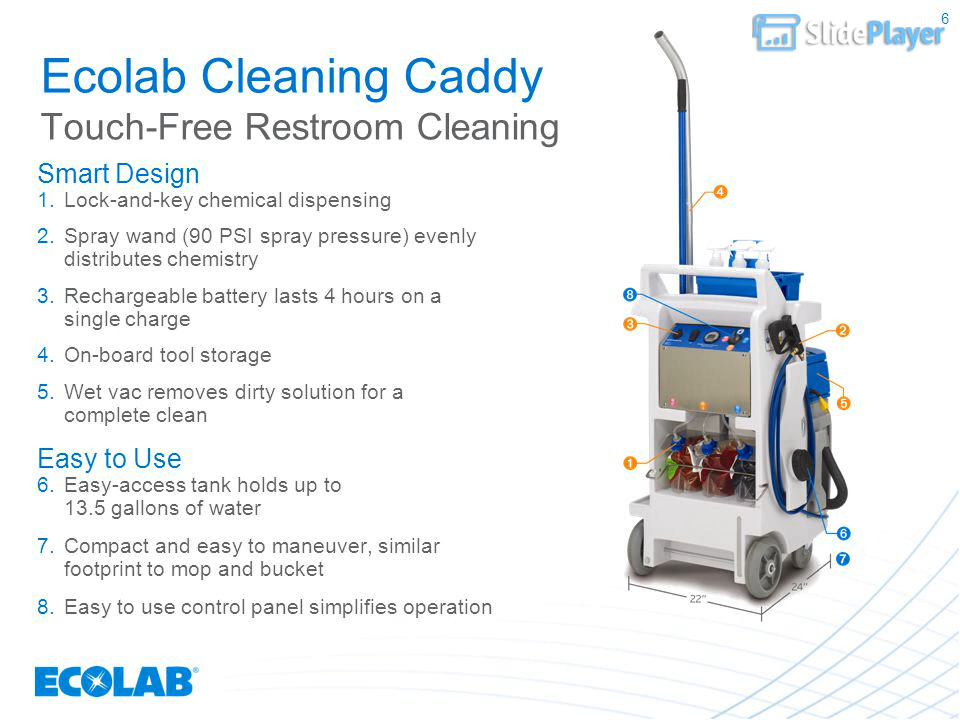 6
SlidePlayer
Ecolab Cleaning Caddy
Touch-Free Restroom Cleaning
Smart Design
1. Lock-and-key chemical dispensing
2. Spray wand (90 PSI spray pressure) evenly
distributes chemistry
3. Rechargeable battery lasts 4 hours on a
single charge
4. On-board tool storage
5. Wet vac removes dirty solution for a
complete clean
Easy to Use
6. Easy-access tank holds up to
13.5 gallons of water
7. Compact and easy to maneuver, similar
footprint to mop and bucket
8. Easy to use control panel simplifies operation
4
8
3
2
5
1
6
7
22"
24"
ECOLAB®